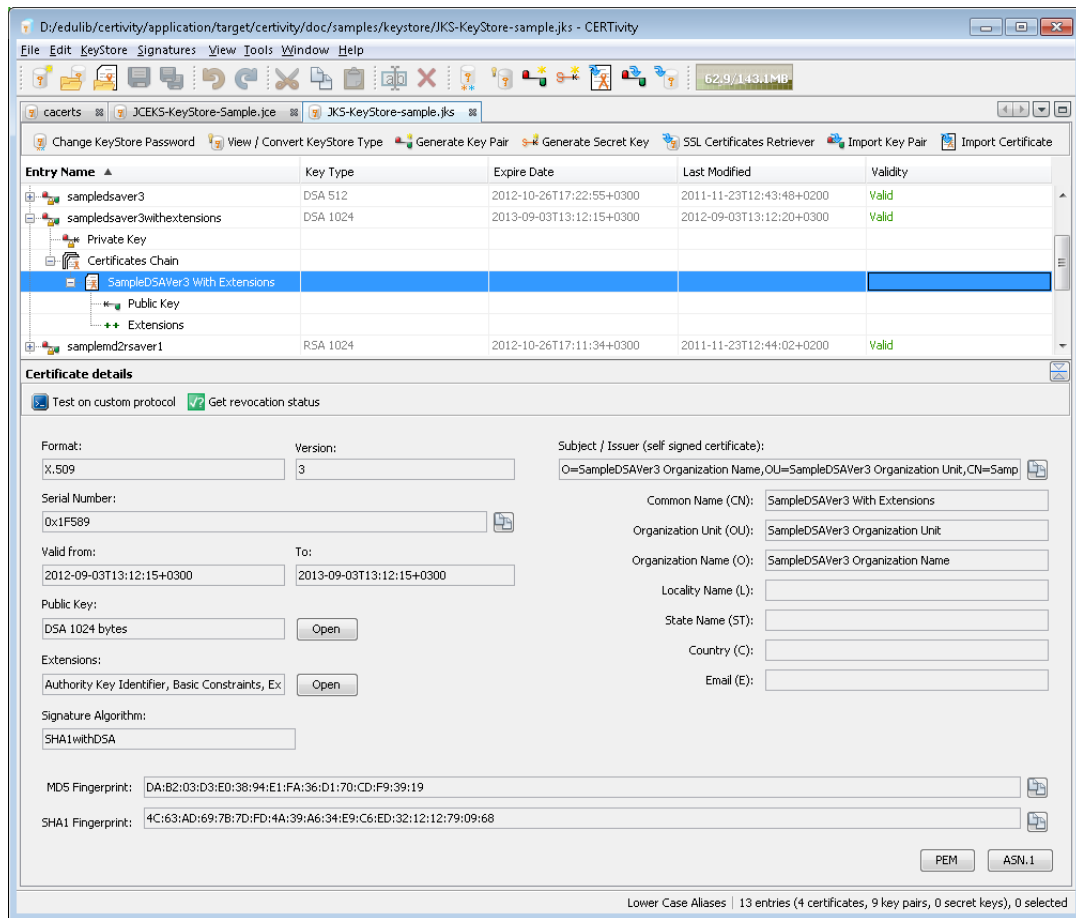 D:/edulib/certivity/application/target/certivity/doc/samples/keystore/JKS-KeyStore-sample.jks - CERTivity
File Edit KeyStore Signatures View Tools Window Help
62.9/143.1MB
cacerts JCEKS-KeyStore-Sample.jce JKS-KeyStore-sample.jks
Change KeyStore Password View / Convert KeyStore Type Generate Key Pair Generate Secret Key SSL Certificates Retriever Import Key Pair Import Certificate
Entry Name Key Type Expire Date Last Modified Validity
sampledsaver3 DSA 512 2012-10-26T17:22:55+0300 2011-11-23T12:43:48+0200 Valid
sampledsaver3withextensions DSA 1024 2013-09-03T13:12:15+0300 2012-09-03T13:12:20+0300 Valid
Private Key
Certificates Chain
SampleDSAVer3 With Extensions
Public Key
Extensions
samplemd2rsaver1 RSA 1024 2012-10-26T17:11:34+0300 2011-11-23T12:44:02+0200 Valid
Certificate details
Test on custom protocol Get revocation status
Format: Version: Subject / Issuer (self signed certificate):
X.509 3 O=SampleDSAVer3 Organization Name,OU=SampleDSAVer3 Organization Unit,CN=Samp
Serial Number: Common Name (CN): SampleDSAVer3 With Extensions
0x1F589 Organization Unit (OU): SampleDSAVer3 Organization Unit
Valid from: To: Organization Name (O): SampleDSAVer3 Organization Name
2012-09-03T13:12:15+0300 2013-09-03T13:12:15+0300 Locality Name (L):
Public Key: State Name (ST):
DSA 1024 bytes Open Country (C):
Extensions: Email (E):
Authority Key Identifier, Basic Constraints, Ex Open
Signature Algorithm:
SHA1withDSA
MD5 Fingerprint: DA:B2:03:D3:E0:38:94:E1:FA:36:D1:70:CD:F9:39:19
SHA1 Fingerprint: 4C:63:AD:69:7B:7D:FD:4A:39:A6:34:E9:C6:ED:32:12:12:79:09:68
PEM ASN.1
Lower Case Aliases | 13 entries (4 certificates, 9 key pairs, 0 secret keys), 0 selected